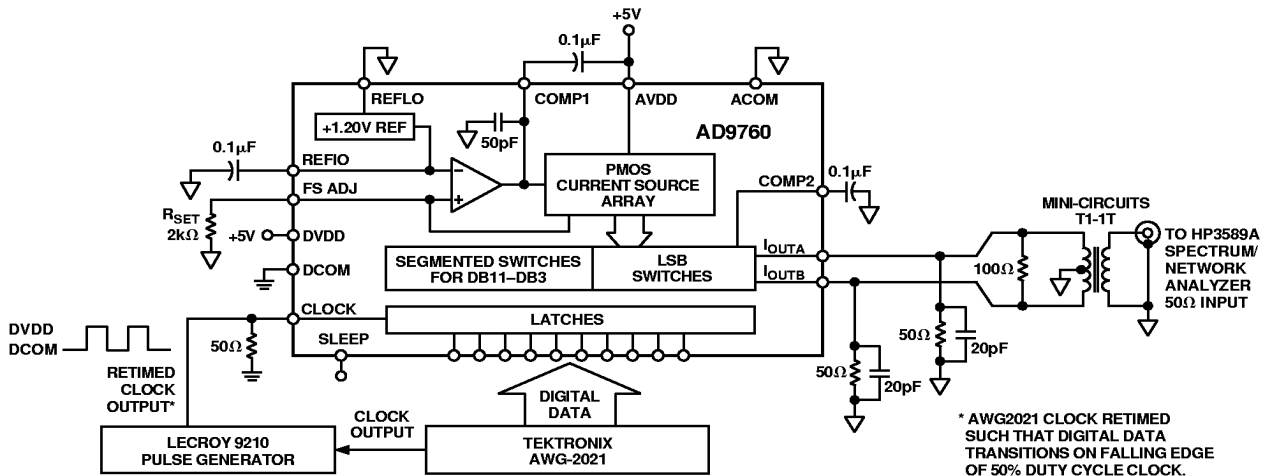 +5V
0.1µF
REFLO
COMP1
AVDD
ACOM
+1.20V REF
50pF
AD9760
0.1µF
REFIO
PMOS
CURRENT SOURCE
ARRAY
COMP2
0.1µF
FS ADJ
RSET
2kΩ
+5V
DVDD
DCOM
SEGMENTED SWITCHES
FOR DB11–DB3
LSB
SWITCHES
IOUTA
IOUTB
MINI-CIRCUITS
T1-1T
100Ω
TO HP3589A
SPECTRUM/
NETWORK
ANALYZER
50Ω INPUT
CLOCK
LATCHES
DVDD
DCOM
50Ω
SLEEP
50Ω
20pF
50Ω
20pF
RETIMED
CLOCK
OUTPUT*
DIGITAL
DATA
CLOCK
OUTPUT
LECROY 9210
PULSE GENERATOR
TEKTRONIX
AWG-2021
* AWG2021 CLOCK RETIMED
SUCH THAT DIGITAL DATA
TRANSITIONS ON FALLING EDGE
OF 50% DUTY CYCLE CLOCK.